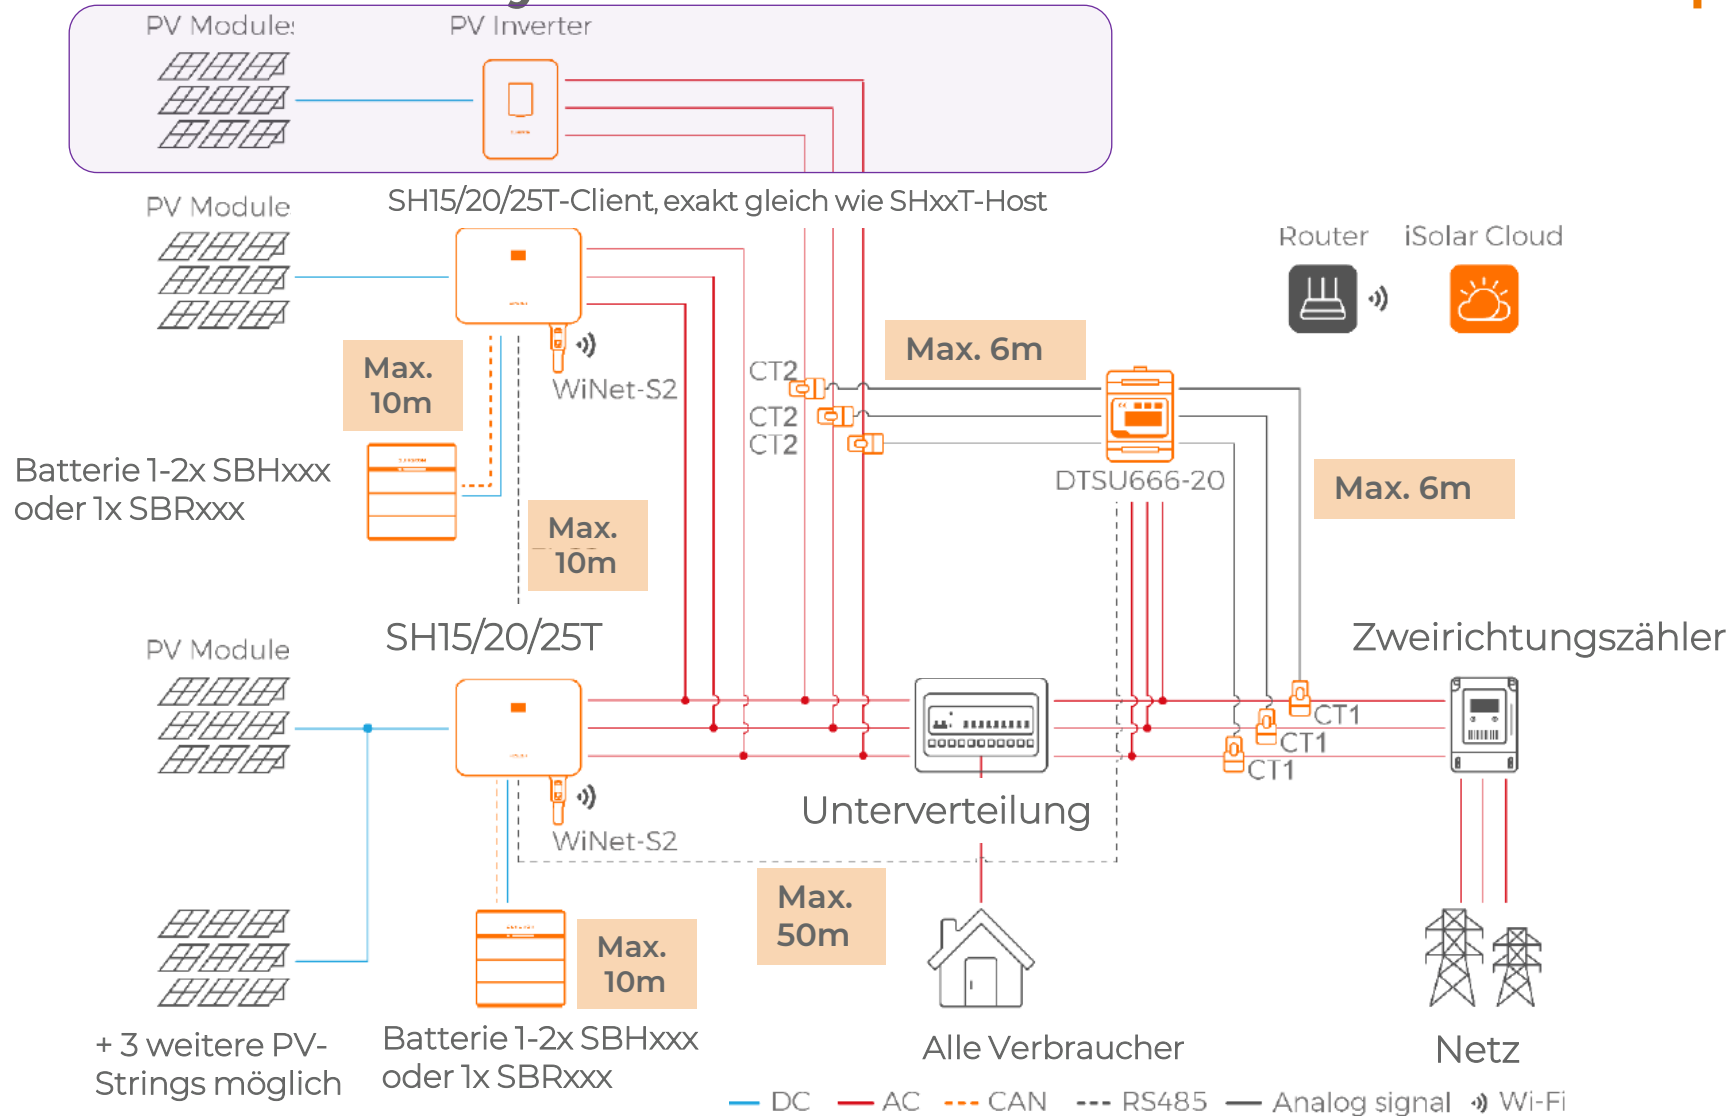 PV Module
PV Inverter
SH15/20/25T-Client, exakt gleich wie SHxxT-Host
PV Module
Router
iSolar Cloud
Max. 6m
Max.
10m
CT2
WiNet-S2
CT2
CT2
Batterie 1-2x SBHxxx
oder 1x SBRxxx
DTSU666-20
Max. 6m
Max.
10m
SH15/20/25T
Zweirichtungszähler
PV Module
CT1
CT1
CT1
Unterverteilung
WiNet-S2
Max.
50m
Max.
10m
+ 3 weitere PV-
Strings möglich
Batterie 1-2x SBHxxx
oder 1x SBRxxx
Alle Verbraucher
Netz
DC
AC
CAN
RS485
Analog signal
Wi-Fi